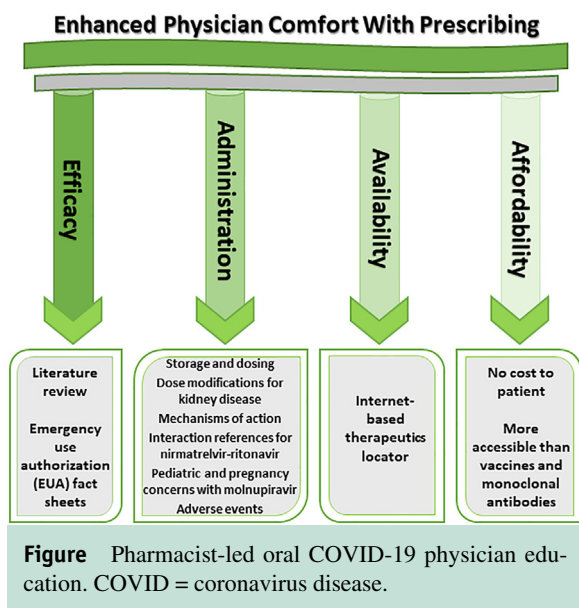 Enhanced Physician Comfort With Prescribing
Efficacy
Administration
Availability
Affordability
Literature
review
Emergency
use
authorization
(EUA) fact
sheets
Storage and dosing
Dose modifications for
kidney disease
Mechanisms of action
Interaction references for
nirmatrelvir-ritonavir
Pediatric and pregnancy
concerns with molnupiravir
Adverse events
Internet-
based
therapeutics
locator
No cost to
patient
More
accessible than
vaccines and
monoclonal
antibodies
Figure Pharmacist-led oral COVID-19 physician edu-
cation. COVID = coronavirus disease.